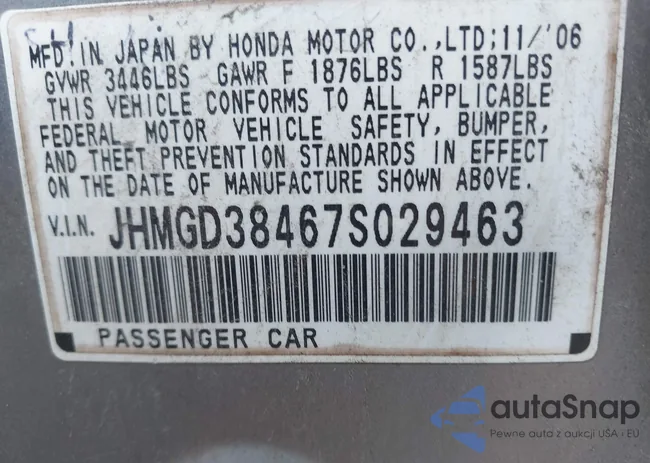 MFD. IN JAPAN BY HONDA MOTOR CO.,LTD;11/'06
GVWR 3446LBS GAWR F 1876LBS R 1587LBS
THIS VEHICLE CONFORMS TO ALL APPLICABLE
FEDERAL MOTOR VEHICLE SAFETY, BUMPER,
AND THEFT PREVENTION STANDARDS IN EFFECT
ON THE DATE OF MANUFACTURE SHOWN ABOVE.
V.I.N. JHMGD38467S029463
PASSENGER CAR
autaSnap
Pewne auta z aukcji USA i EU